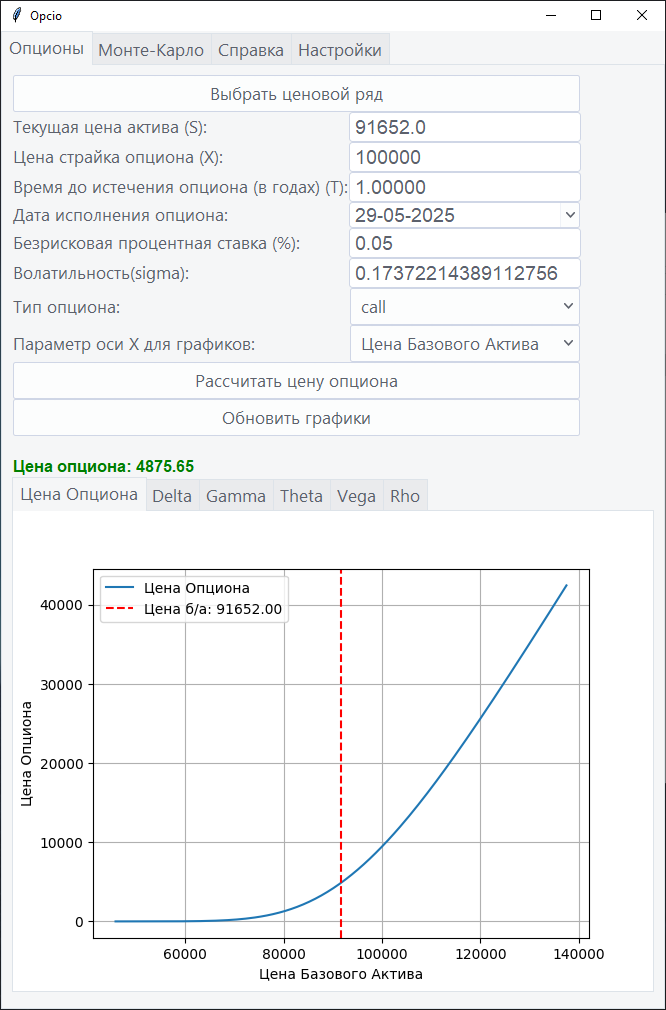 Opcio
Опционы Монте-Карло Справка Настройки
Выбрать ценовой ряд
Текущая цена актива (S): 91652.0
Цена страйка опциона (X): 100000
Время до истечения опциона (в годах) (T): 1.00000
Дата исполнения опциона: 29-05-2025
Безрисковая процентная ставка (%): 0.05
Волатильность(sigma): 0.17372214389112756
Тип опциона: call
Параметр оси X для графиков: Цена Базового Актива
Рассчитать цену опциона
Обновить графики
Цена опциона: 4875.65
Цена Опциона Delta Gamma Theta Vega Rho
Цена Опциона
Цена б/а: 91652.00
40000
30000
20000
10000
0
Цена Опциона
60000 80000 100000 120000 140000
Цена Базового Актива